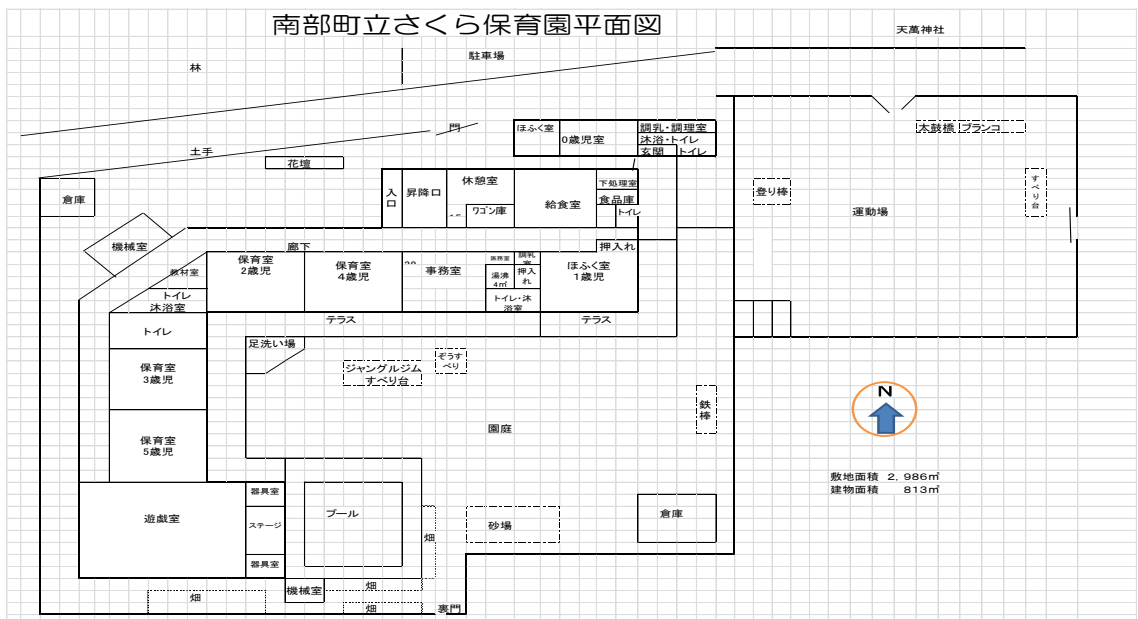 南部町立さくら保育園平面図
天萬神社
駐車場
林
門
ほふく室
0歳児室
調乳・調理室
沐浴・トイレ
玄関
トイレ
太鼓橋
ブランコ
土手
花壇
倉庫
入口
昇降口
休憩室
ワゴン庫
給食室
下処理室
食品庫
トイレ
登り棒
すべり台
運動場
機械室
廊下
押入れ
教材室
保育室
2歳児
保育室
4歳児
事務室
湯沸
4㎡
押入れ
ほふく室
1歳児
トイレ
沐浴室
トイレ・沐浴室
テラス
テラス
トイレ
足洗い場
ぞうすべり
ジャングルジム
すべり台
保育室
3歳児
鉄棒
N
園庭
保育室
5歳児
敷地面積 2,986㎡
建物面積 813㎡
器具室
遊戯室
ステージ
プール
畑
砂場
倉庫
器具室
機械室
畑
畑
畑
裏門